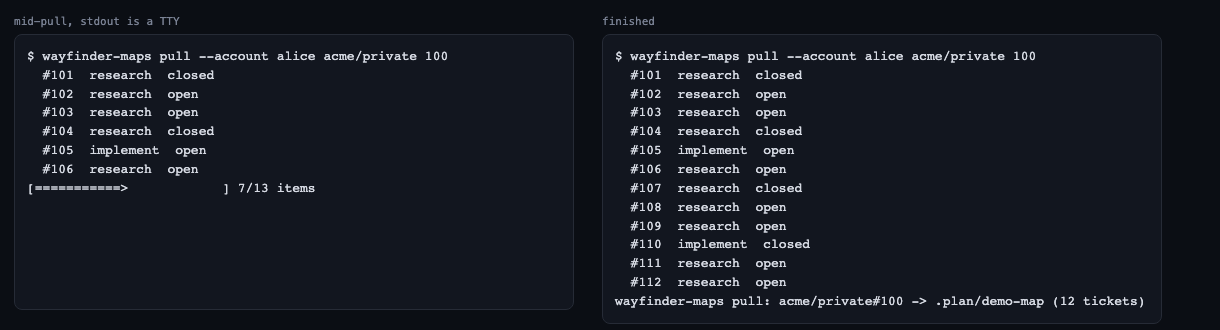 mid-pull, stdout is a TTY
$ wayfinder-maps pull --account alice acme/private 100
#101  research  closed
#102  research  open
#103  research  open
#104  research  closed
#105  implement  open
#106  research  open
[===========>            ] 7/13 items
finished
$ wayfinder-maps pull --account alice acme/private 100
#101  research  closed
#102  research  open
#103  research  open
#104  research  closed
#105  implement  open
#106  research  open
#107  research  closed
#108  research  open
#109  research  open
#110  implement  closed
#111  research  open
#112  research  open
wayfinder-maps pull: acme/private#100 -> .plan/demo-map (12 tickets)